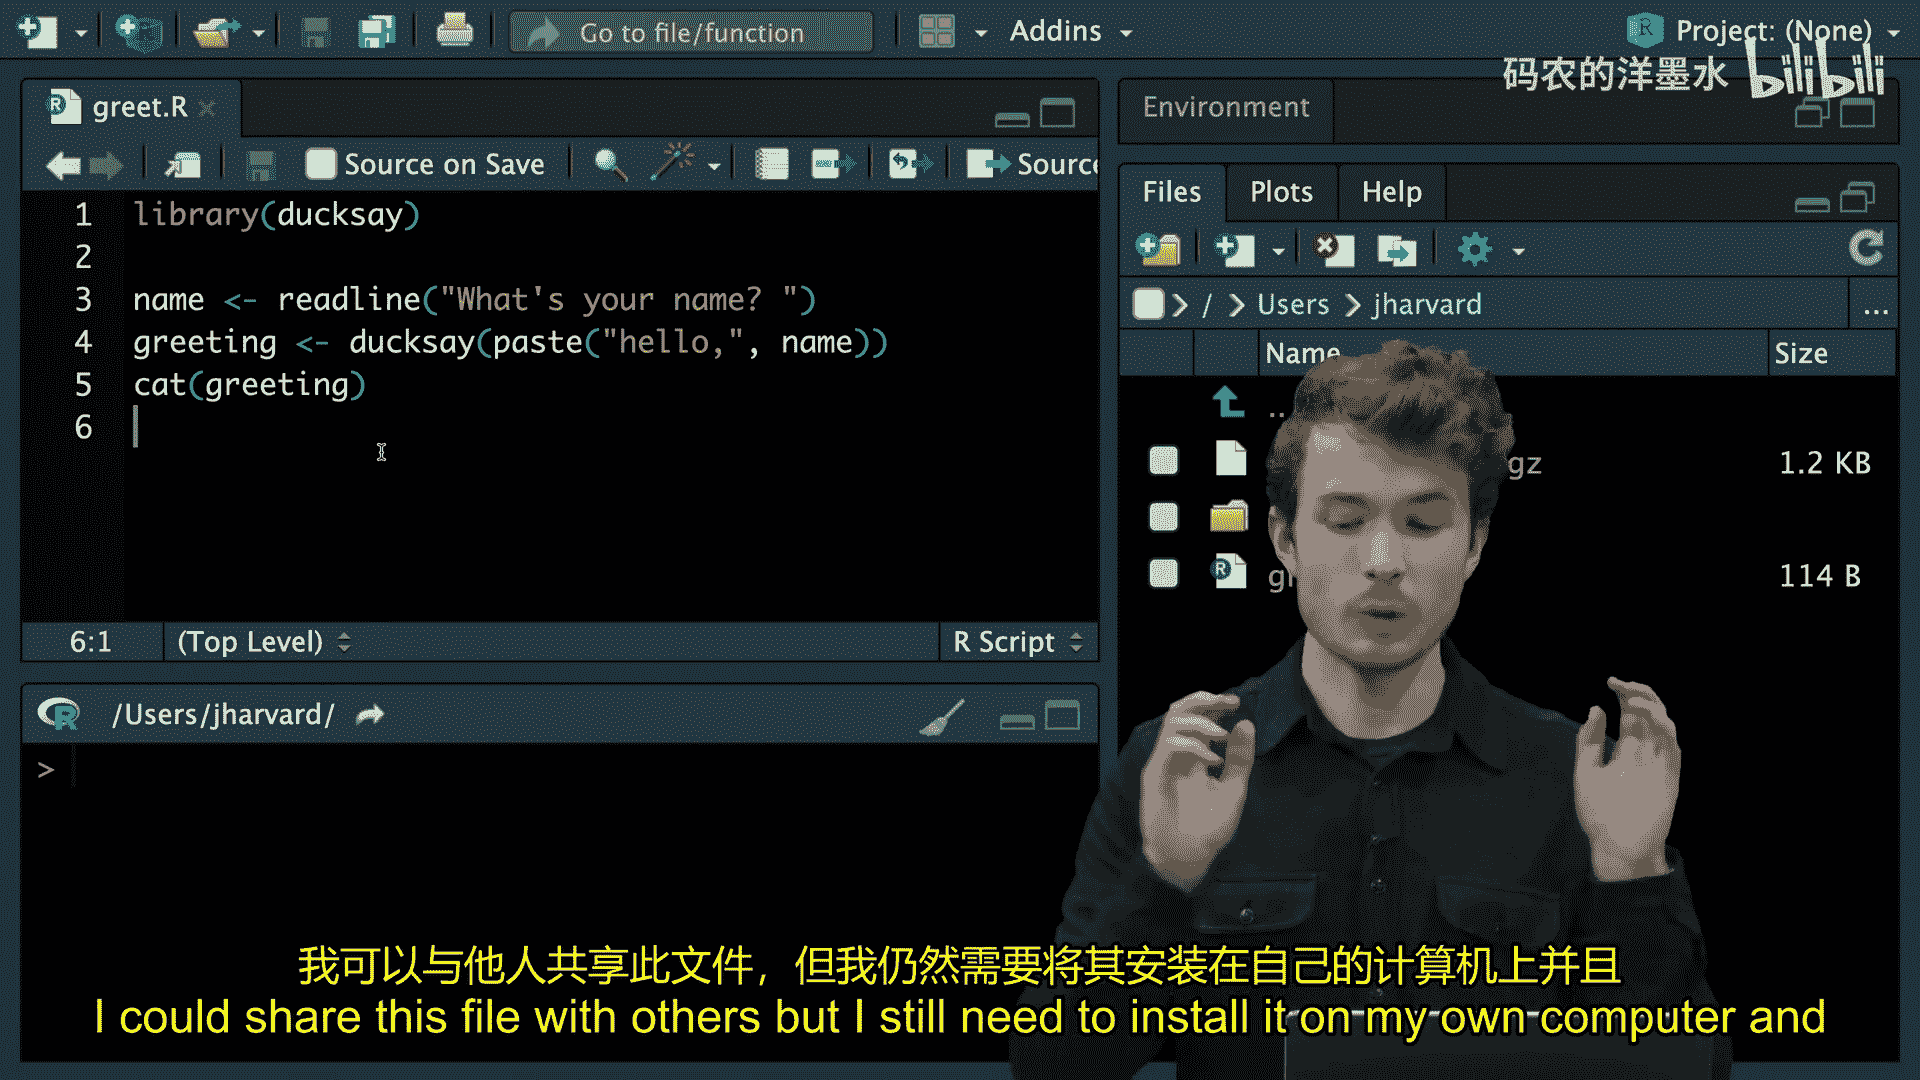 Go to file/function
Addins
Project: (None)
码农的洋墨水 bilibili
greet.R
Environment
Source on Save
Source
Files Plots Help
/ Users jharvard
...
Name Size
..
gz 1.2 KB
114 B
1 library(ducksay)
2
3 name <- readline("What's your name? ")
4 greeting <- ducksay(paste("hello,", name))
5 cat(greeting)
6
6:1 (Top Level) R Script
/Users/jharvard/
>
我可以与他人共享此文件，但我仍然需要将其安装在自己的计算机上并且
I could share this file with others but I still need to install it on my own computer and